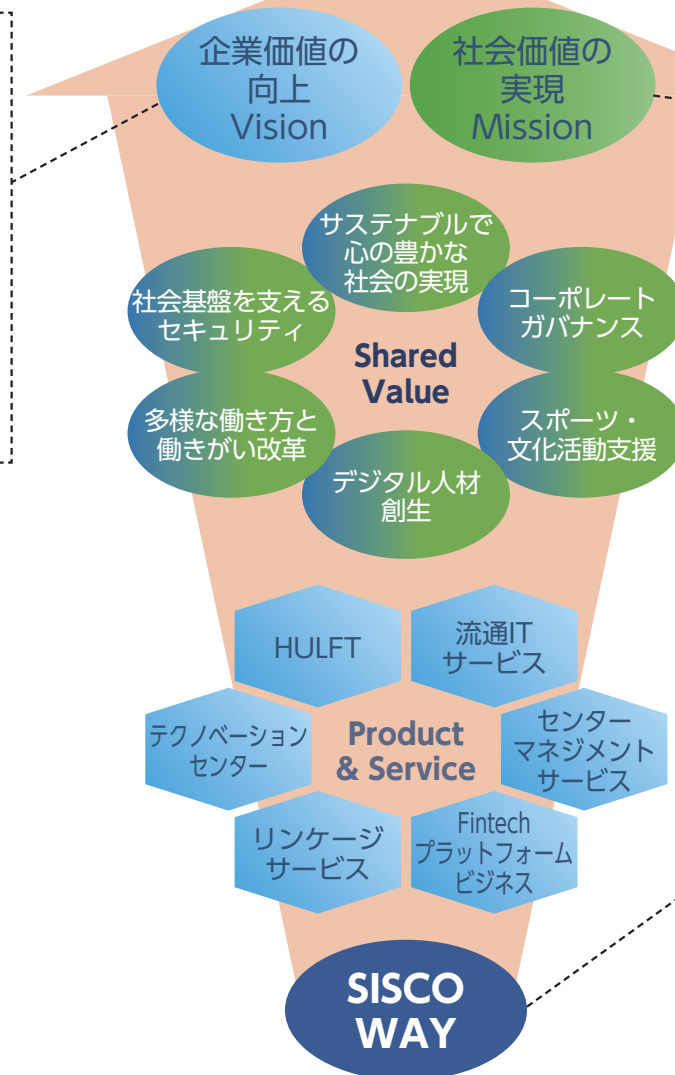 企業価値の
向上
Vision
社会価値の
実現
Mission
サステナブルで
心の豊かな
社会の実現
社会基盤を支える
セキュリティ
コーポレート
ガバナンス
Shared
Value
多様な働き方と
働きがい改革
スポーツ・
文化活動支援
デジタル人材
創生
HULFT
流通IT
サービス
テクノベーション
センター
Product
& Service
センター
マネジメント
サービス
リンケージ
サービス
Fintech
プラットフォーム
ビジネス
SISCO
WAY